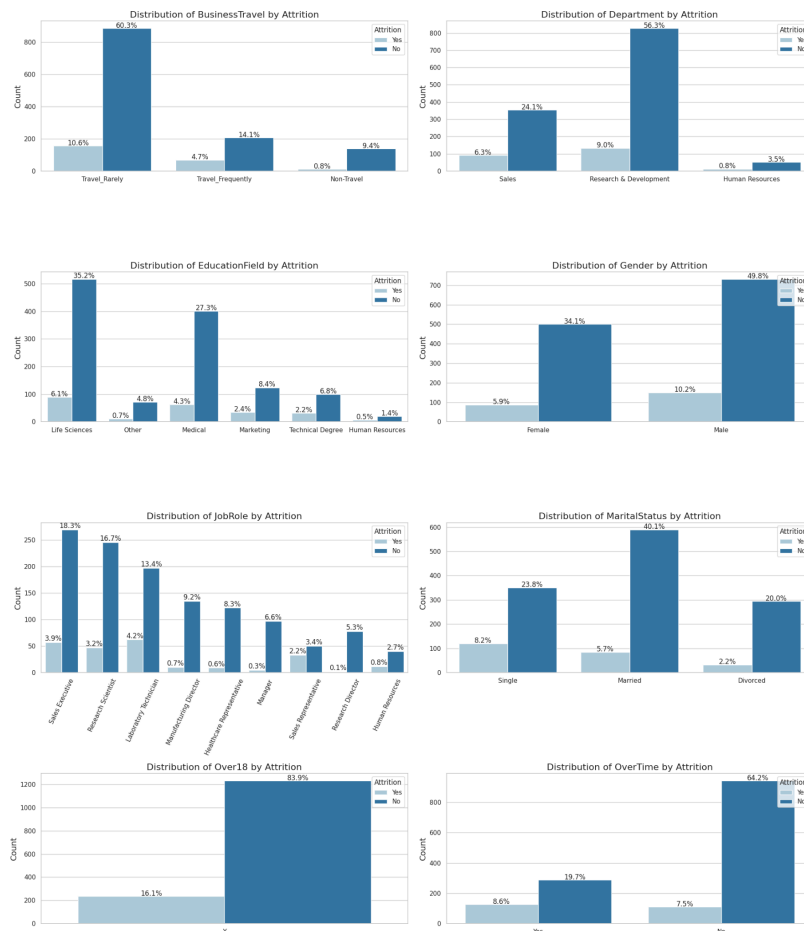 Distribution of BusinessTravel by Attrition
Count
800
600
400
200
0
60.3%
10.6%
14.1%
4.7%
9.4%
0.8%
Attrition
Yes
No
Travel_Rarely Travel_Frequently Non-Travel
Distribution of Department by Attrition
Count
800
700
600
500
400
300
200
100
0
56.3%
24.1%
6.3%
9.0%
3.5%
0.8%
Attrition
Yes
No
Sales Research & Development Human Resources
Distribution of EducationField by Attrition
Count
500
400
300
200
100
0
35.2%
27.3%
6.1%
4.8%
0.7%
4.3%
8.4%
2.4%
6.8%
2.2%
1.4%
0.5%
Attrition
Yes
No
Life Sciences Other Medical Marketing Technical Degree Human Resources
Distribution of Gender by Attrition
Count
700
600
500
400
300
200
100
0
49.8%
34.1%
5.9%
10.2%
Attrition
Yes
No
Female Male
Distribution of JobRole by Attrition
Count
250
200
150
100
50
0
18.3%
16.7%
13.4%
9.2%
8.3%
6.6%
5.3%
3.9%
3.2%
4.2%
3.4%
2.2%
2.7%
0.7%
0.6%
0.3%
0.1%
0.8%
Attrition
Yes
No
Sales Executive
Research Scientist
Laboratory Technician
Manufacturing Director
Healthcare Representative
Manager
Sales Representative
Research Director
Human Resources
Distribution of MaritalStatus by Attrition
Count
600
500
400
300
200
100
0
40.1%
23.8%
20.0%
8.2%
5.7%
2.2%
Attrition
Yes
No
Single Married Divorced
Distribution of Over18 by Attrition
Count
1200
1000
800
600
400
200
0
83.9%
16.1%
Attrition
Yes
No
Distribution of OverTime by Attrition
Count
800
600
400
200
0
64.2%
19.7%
8.6%
7.5%
Attrition
Yes
No